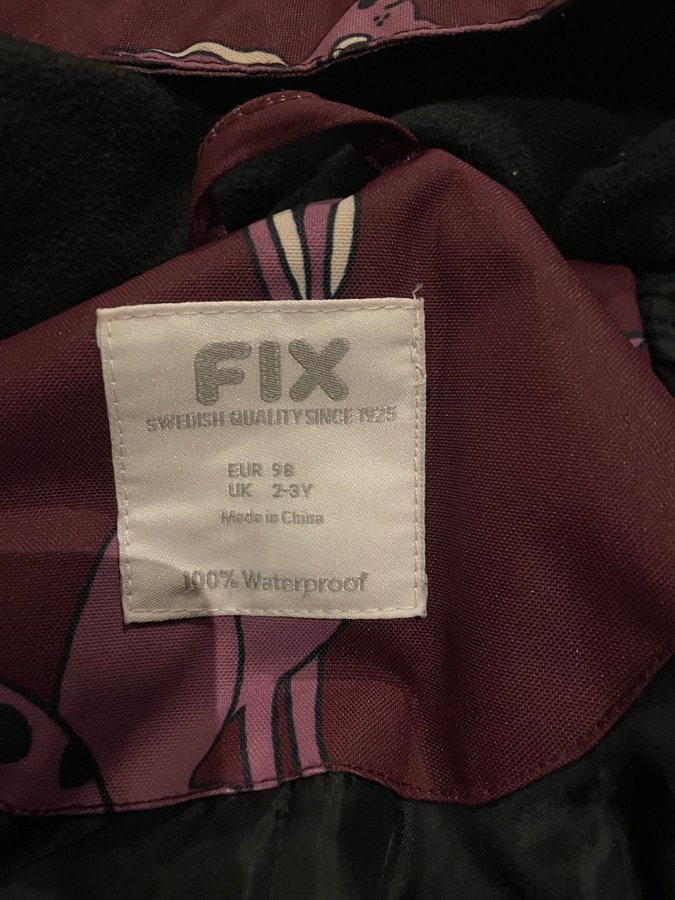 FIX
SWEDISH QUALITY SINCE 1925
EUR 98
UK 2-3Y
Made in China
100% Waterproof